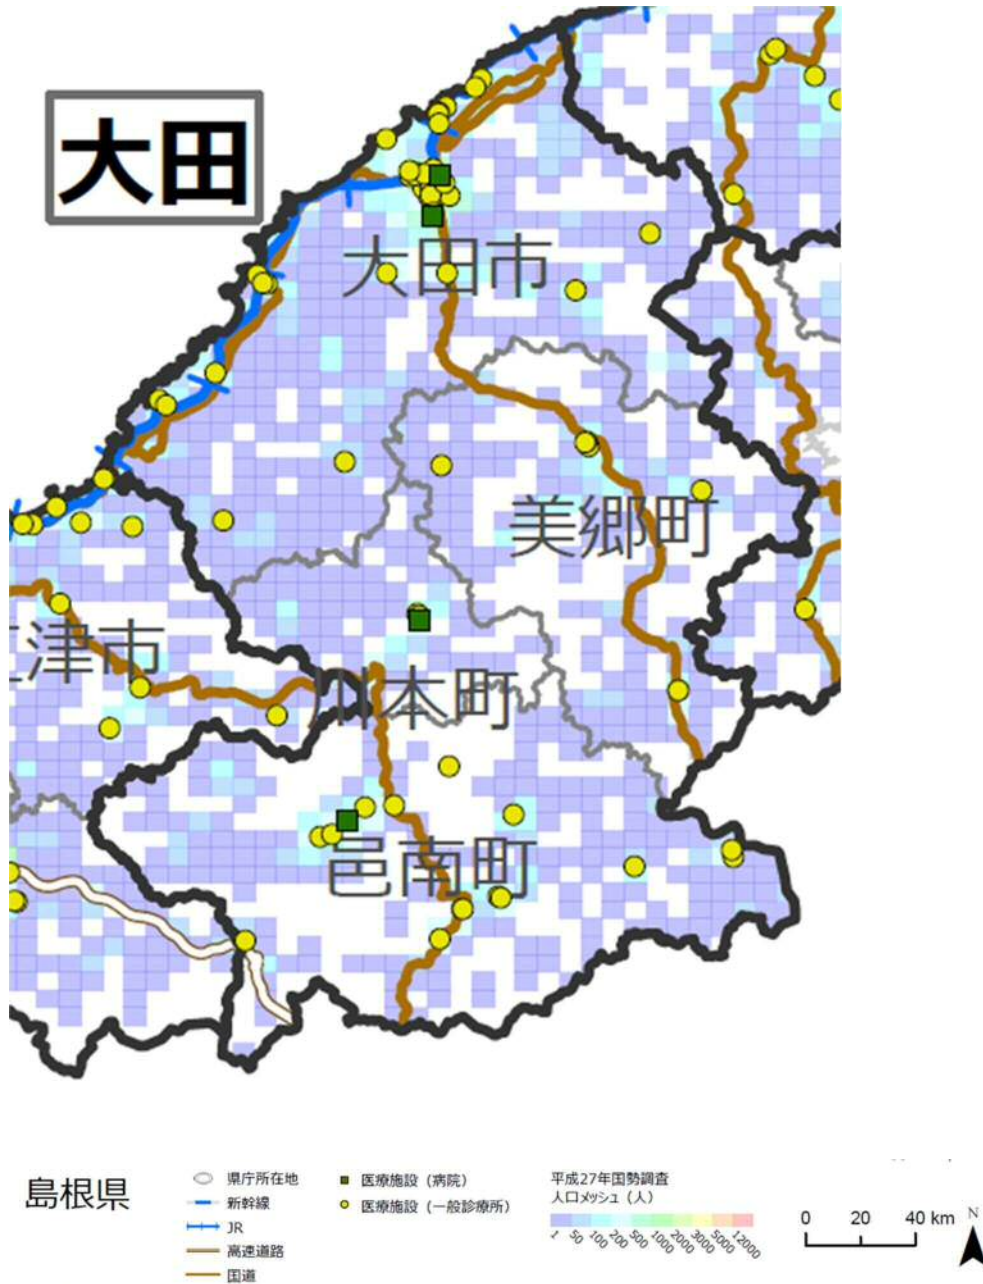 大田
大田市
美郷町
津市
川本町
邑南町
島根県
県庁所在地
新幹線
JR
高速道路
国道
医療施設（病院）
医療施設（一般診療所）
平成27年国勢調査
人口メッシュ（人）
1 50 100 200 500 1000 2000 3000 5000 12000
0 20 40 km
N